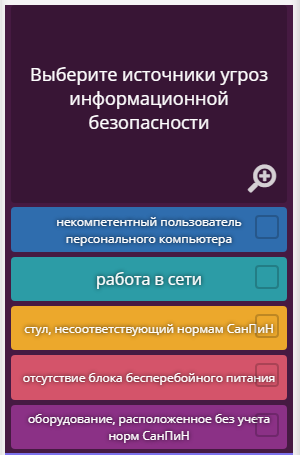 Выберите источники угроз
информационной
безопасности
некомпетентный пользователь
персонального компьютера
работа в сети
стул, несоответствующий нормам СанПиН
отсутствие блока бесперебойного питания
оборудование, расположенное без учета
норм СанПиН